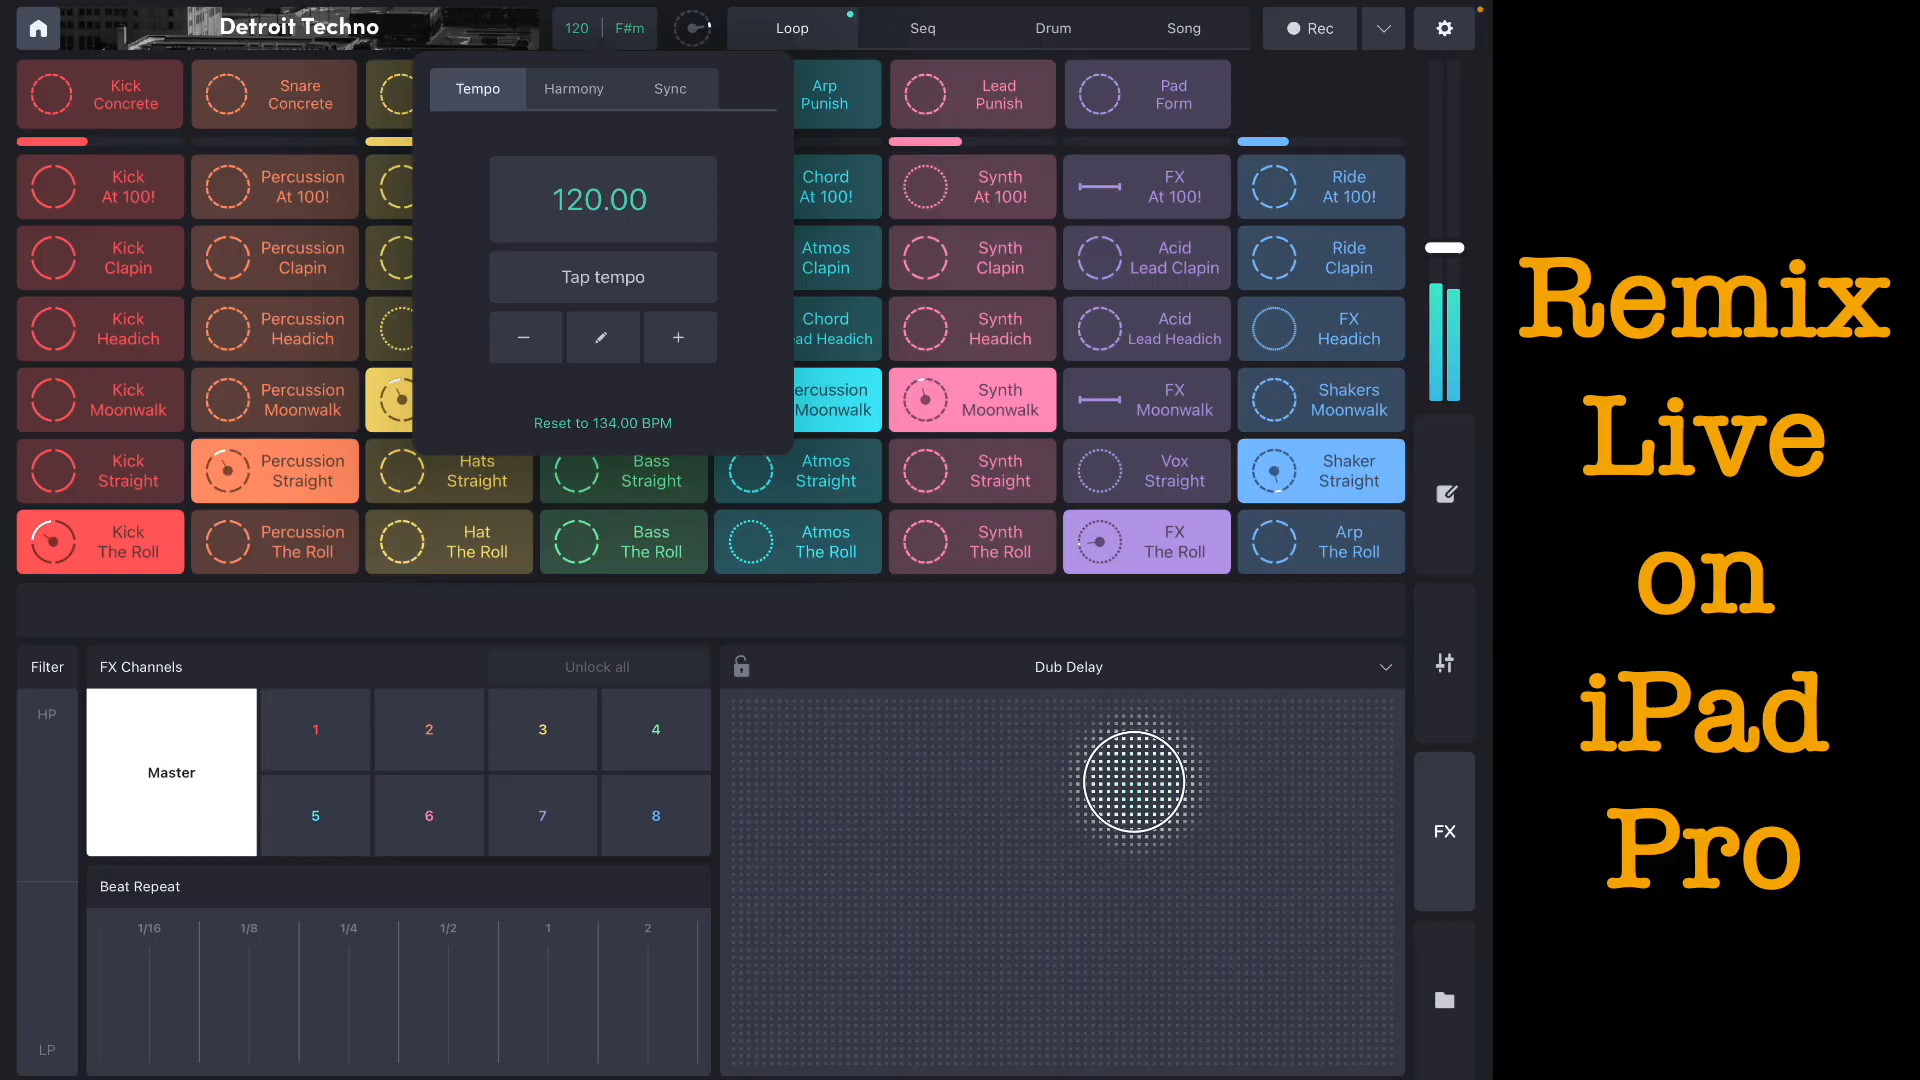 Detroit Techno
120 F#m
Loop
Seq
Drum
Song
Rec
Kick
Concrete
Snare
Concrete
Arp
Punish
Lead
Punish
Pad
Form
Tempo
Harmony
Sync
120.00
Tap tempo
−
+
Reset to 134.00 BPM
Kick
At 100!
Percussion
At 100!
Chord
At 100!
Synth
At 100!
FX
At 100!
Ride
At 100!
Kick
Clapin
Percussion
Clapin
Atmos
Clapin
Synth
Clapin
Acid
Lead Clapin
Ride
Clapin
Kick
Headich
Percussion
Headich
Chord
ad Headich
Synth
Headich
Acid
Lead Headich
FX
Headich
Kick
Moonwalk
Percussion
Moonwalk
ercussion
Moonwalk
Synth
Moonwalk
FX
Moonwalk
Shakers
Moonwalk
Kick
Straight
Percussion
Straight
Hats
Straight
Bass
Straight
Atmos
Straight
Synth
Straight
Vox
Straight
Shaker
Straight
Kick
The Roll
Percussion
The Roll
Hat
The Roll
Bass
The Roll
Atmos
The Roll
Synth
The Roll
FX
The Roll
Arp
The Roll
Filter
HP
LP
FX Channels
Unlock all
Master
1
2
3
4
5
6
7
8
Beat Repeat
1/16
1/8
1/4
1/2
1
2
Dub Delay
FX
Remix
Live
on
iPad
Pro